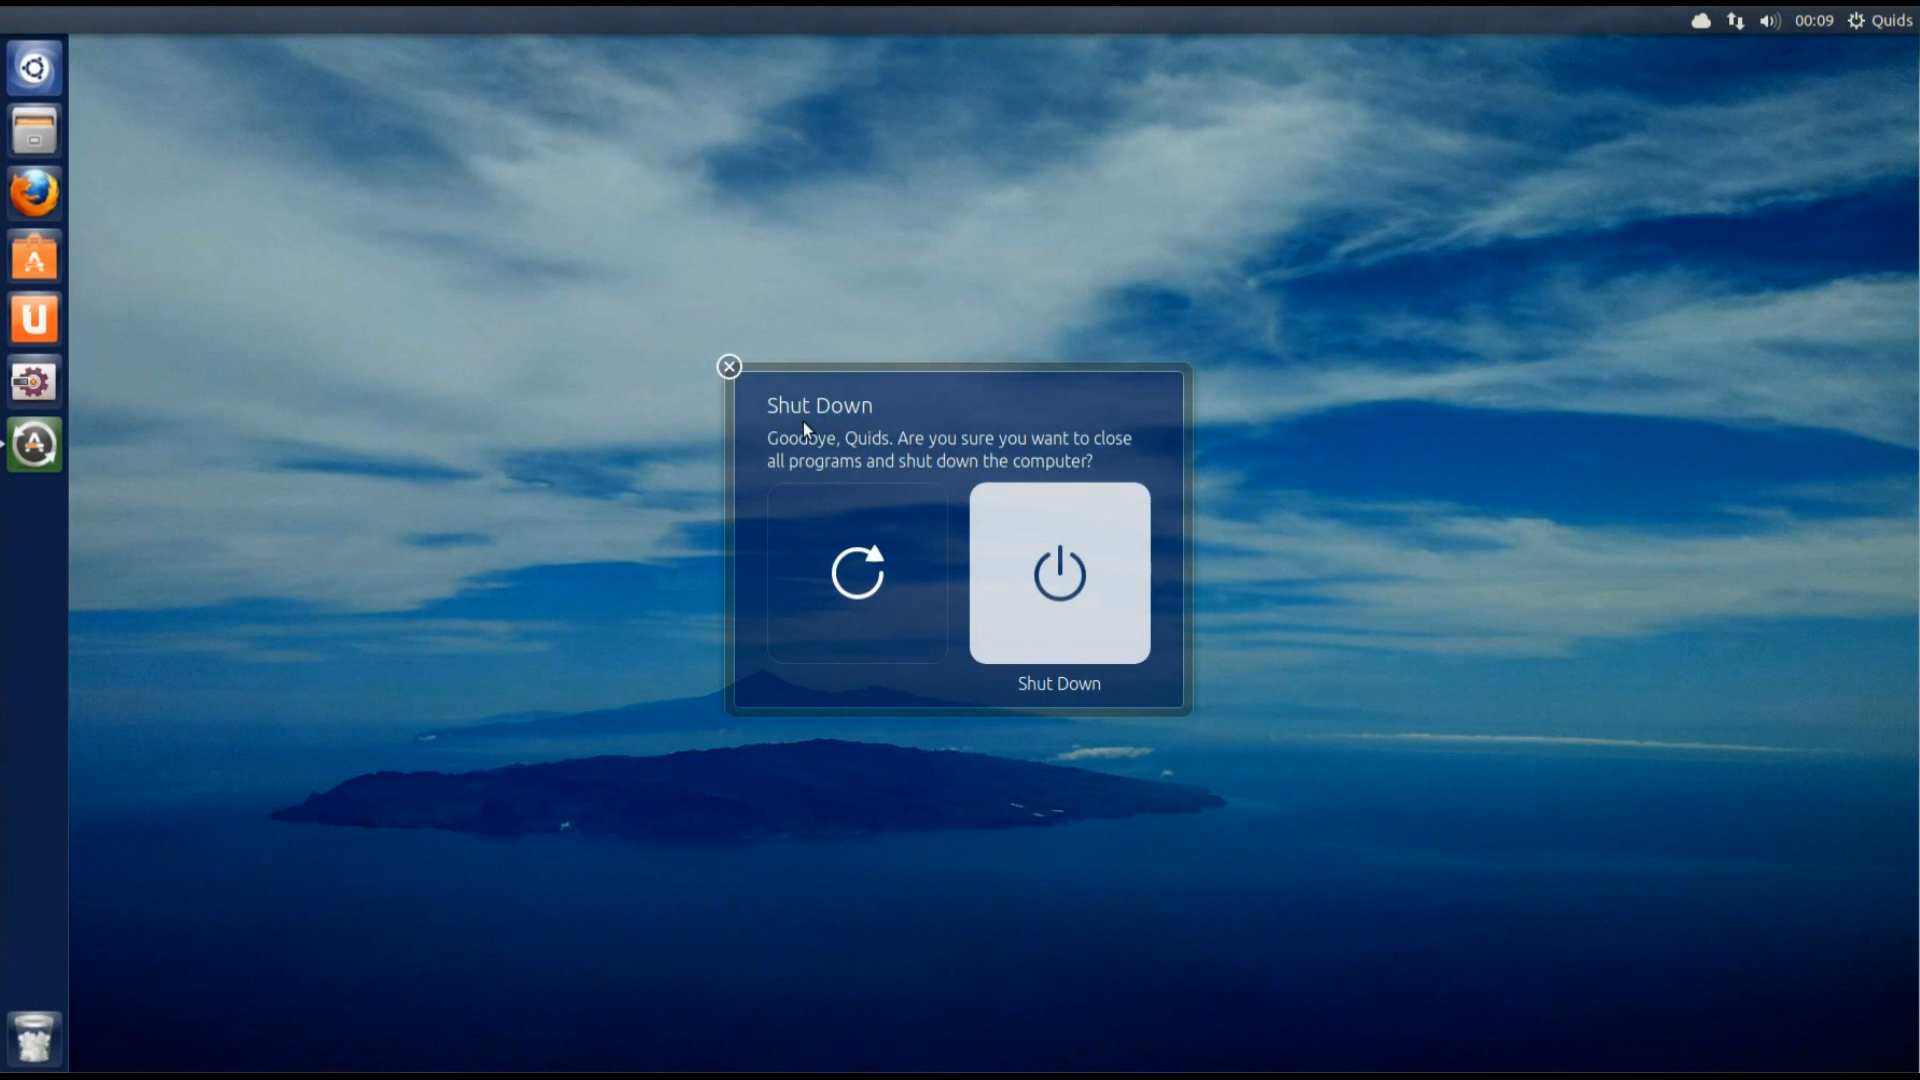 00:09 Quids
Shut Down
Goodbye, Quids. Are you sure you want to close
all programs and shut down the computer?
Shut Down